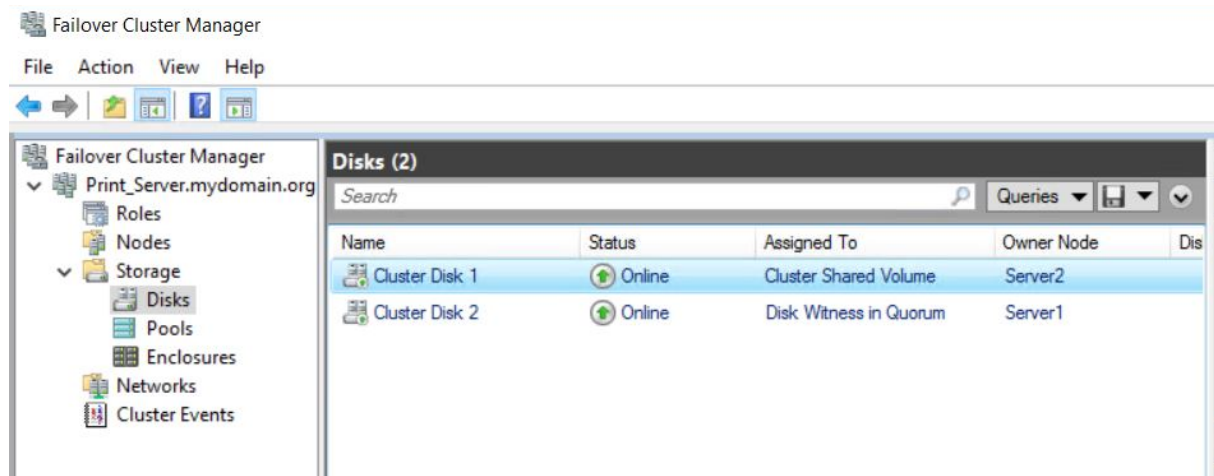 Failover Cluster Manager
File Action View Help
Failover Cluster Manager
Print_Server.mydomain.org
Roles
Nodes
Storage
Disks
Pools
Enclosures
Networks
Cluster Events
Disks (2)
Search Queries
Name Status Assigned To Owner Node Dis
Cluster Disk 1 Online Cluster Shared Volume Server2
Cluster Disk 2 Online Disk Witness in Quorum Server1